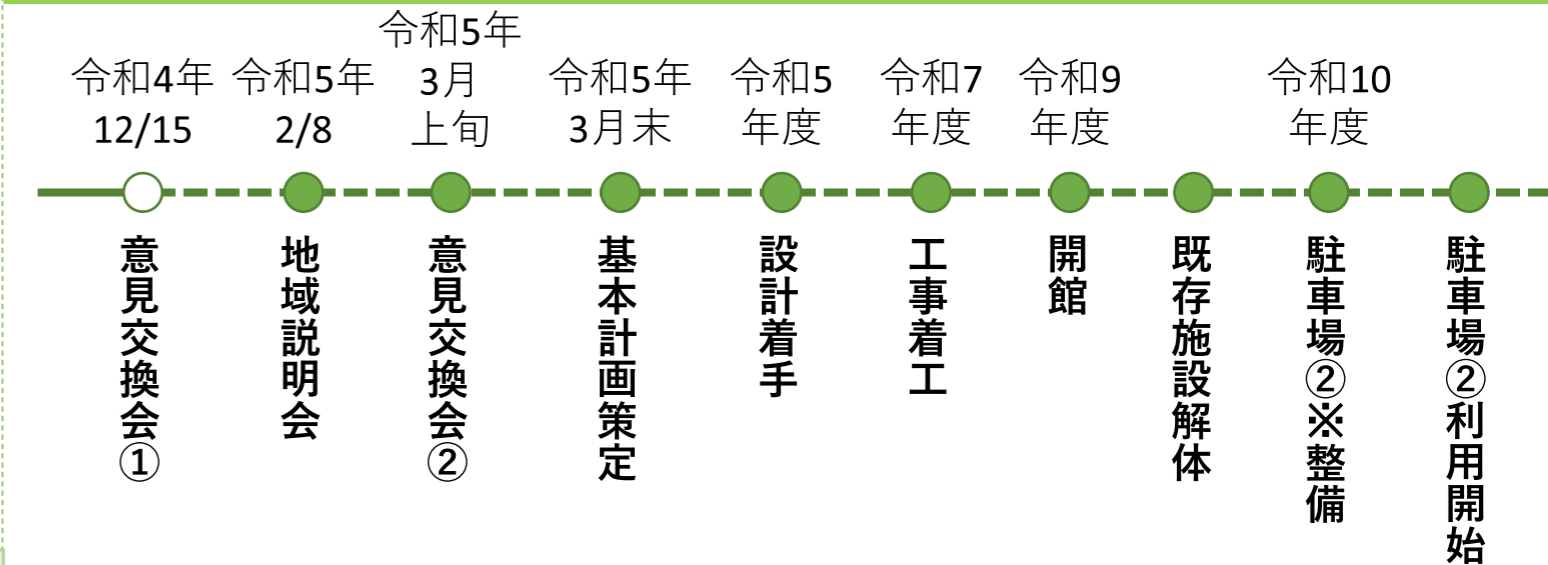 令和4年
12/15
令和5年
2/8
令和5年
3月
上旬
令和5年
3月末
令和5
年度
令和7
年度
令和9
年度
令和10
年度
意見交換会①
地域説明会
意見交換会②
基本計画策定
設計着手
工事着工
開館
既存施設解体
駐車場②※整備
駐車場②利用開始